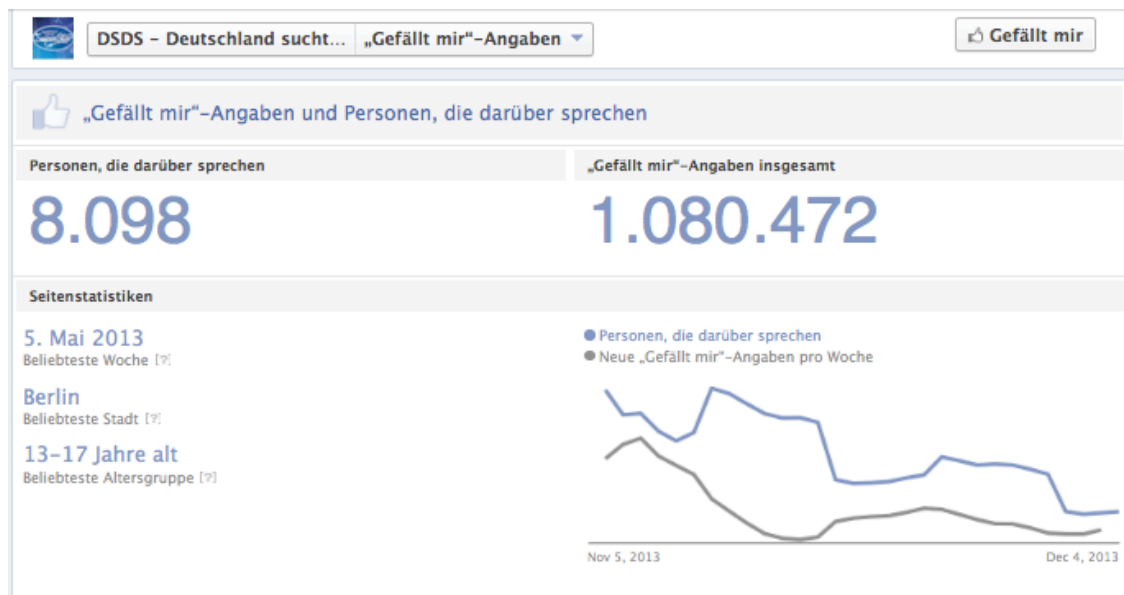 DSDS – Deutschland sucht... „Gefällt mir“-Angaben
Gefällt mir
„Gefällt mir“-Angaben und Personen, die darüber sprechen
Personen, die darüber sprechen
8.098
„Gefällt mir“-Angaben insgesamt
1.080.472
Seitenstatistiken
5. Mai 2013
Beliebteste Woche [?]
Berlin
Beliebteste Stadt [?]
13–17 Jahre alt
Beliebteste Altersgruppe [?]
Personen, die darüber sprechen
Neue „Gefällt mir“-Angaben pro Woche
Nov 5, 2013
Dec 4, 2013